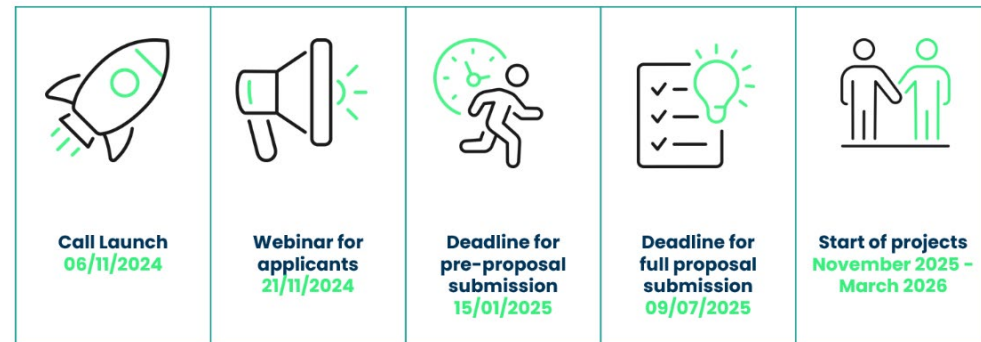 Call Launch
06/11/2024
Webinar for
applicants
21/11/2024
Deadline for
pre-proposal
submission
15/01/2025
Deadline for
full proposal
submission
09/07/2025
Start of projects
November 2025 -
March 2026